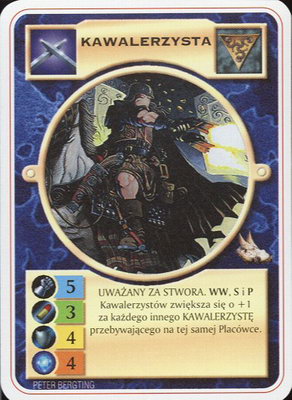 KAWALERZYSTA
5
3
4
4
UWAŻANY ZA STWORA. WW, S i P
Kawalerzystów zwiększa się o +1
za każdego innego KAWALERZYSTĘ
przebywającego na tej samej Placówce.
PETER BERGTING